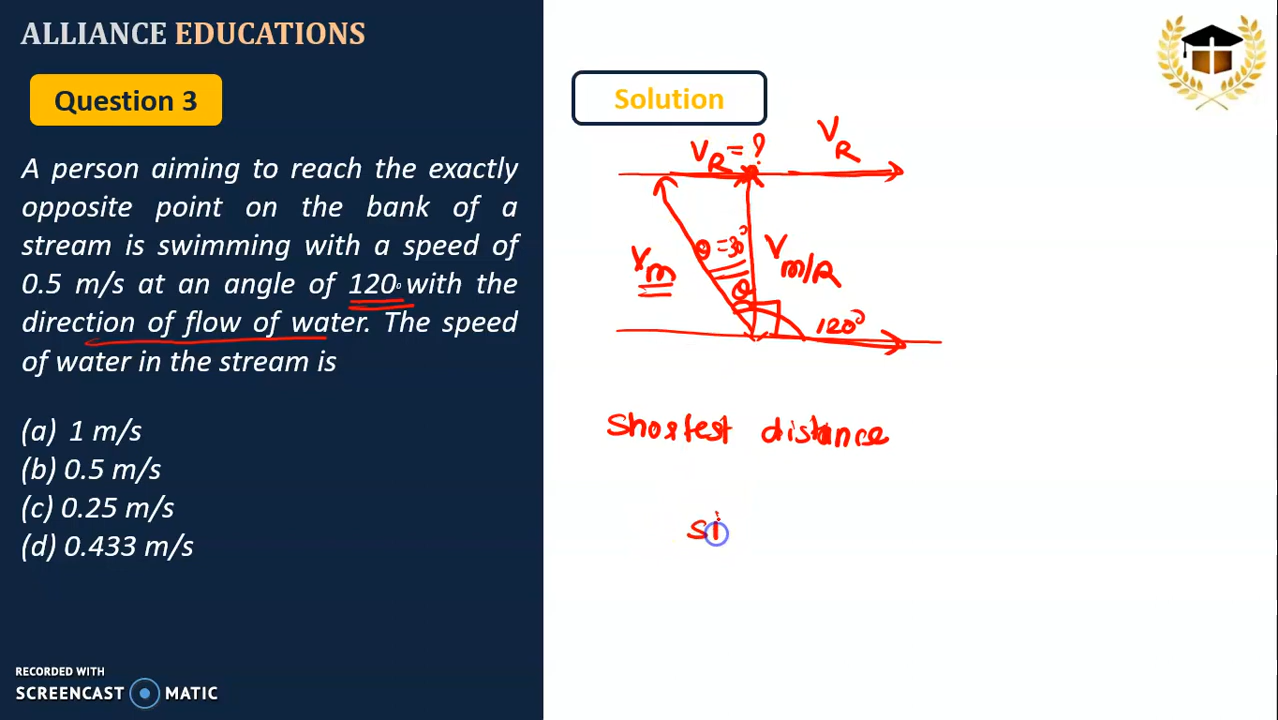 ALLIANCE EDUCATIONS
Question 3
A person aiming to reach the exactly
opposite point on the bank of a
stream is swimming with a speed of
0.5 m/s at an angle of 120° with the
direction of flow of water. The speed
of water in the stream is
(a) 1 m/s
(b) 0.5 m/s
(c) 0.25 m/s
(d) 0.433 m/s
RECORDED WITH
SCREENCAST MATIC
Solution
V_R = ?
V_R
θ = 30°
V_m
V_m/R
θ
120°
Shortest distance
si